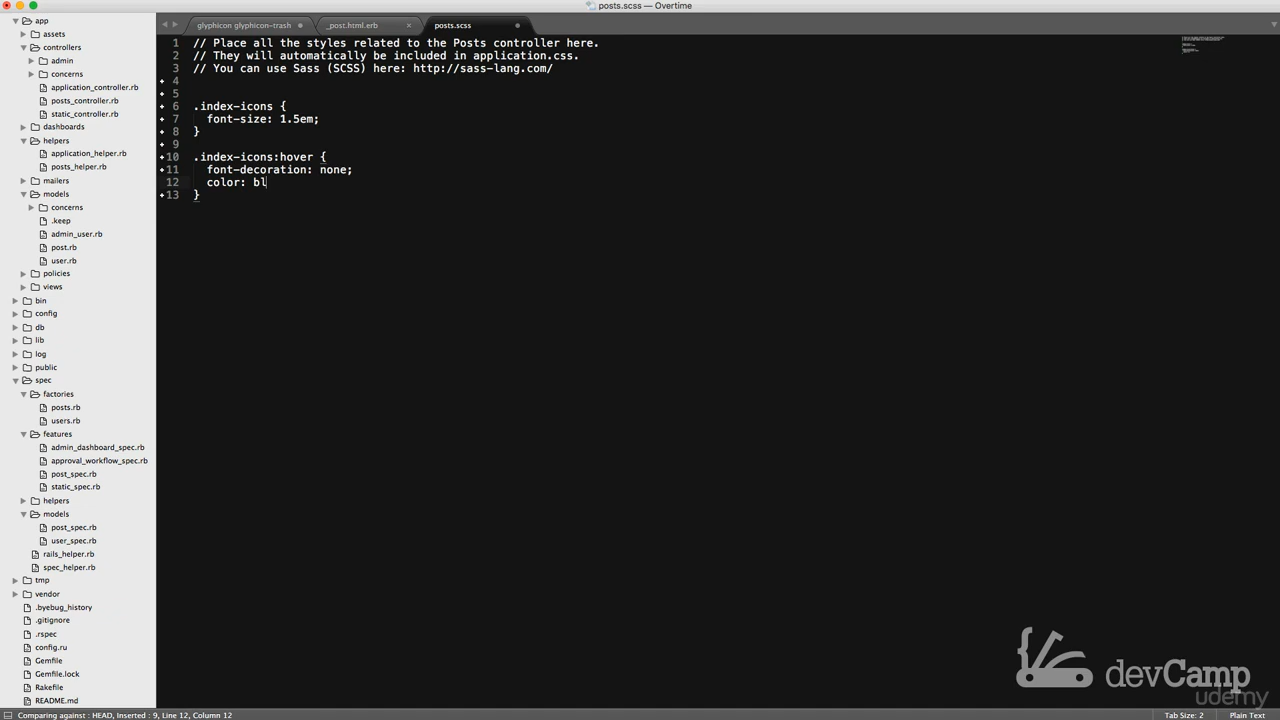 posts.scss — Overtime
glyphicon glyphicon-trash
_post.html.erb
posts.scss
app
assets
controllers
admin
concerns
application_controller.rb
posts_controller.rb
static_controller.rb
dashboards
helpers
application_helper.rb
posts_helper.rb
mailers
models
concerns
.keep
admin_user.rb
post.rb
user.rb
policies
views
bin
config
db
lib
log
public
spec
factories
posts.rb
users.rb
features
admin_dashboard_spec.rb
approval_workflow_spec.rb
post_spec.rb
static_spec.rb
helpers
models
post_spec.rb
user_spec.rb
rails_helper.rb
spec_helper.rb
tmp
vendor
.byebug_history
.gitignore
.rspec
config.ru
Gemfile
Gemfile.lock
Rakefile
README.md
1 // Place all the styles related to the Posts controller here.
2 // They will automatically be included in application.css.
3 // You can use Sass (SCSS) here: http://sass-lang.com/
4
5
6 .index-icons {
7 font-size: 1.5em;
8 }
9
10 .index-icons:hover {
11 font-decoration: none;
12 color: bl
13 }
devCamp
udemy
Comparing against : HEAD, Inserted : 9, Line 12, Column 12
Tab Size: 2
Plain Text